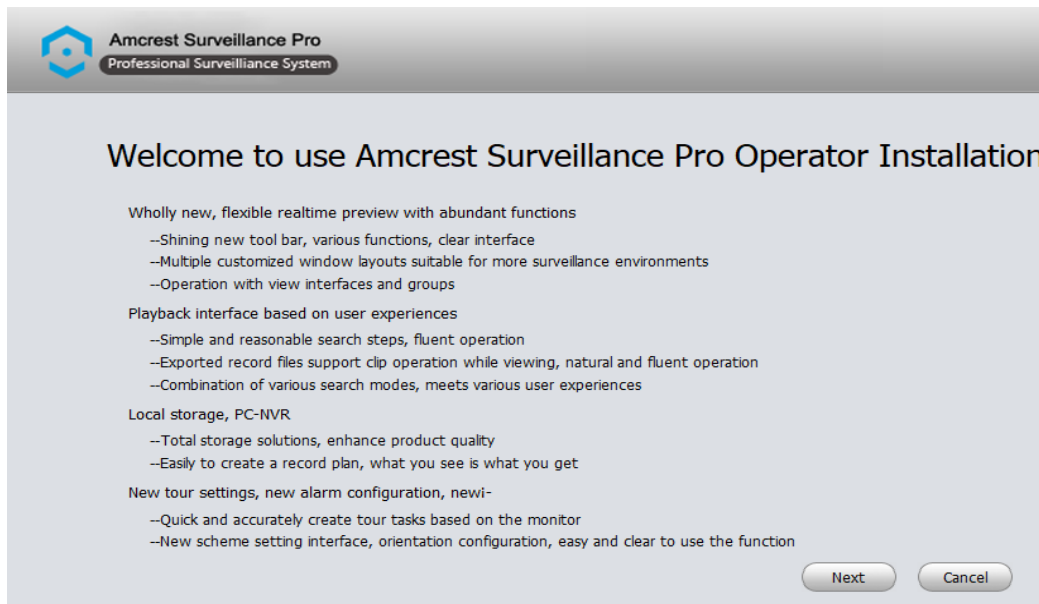 Amcrest Surveillance Pro
Professional Surveilliance System
Welcome to use Amcrest Surveillance Pro Operator Installation
Wholly new, flexible realtime preview with abundant functions
--Shining new tool bar, various functions, clear interface
--Multiple customized window layouts suitable for more surveillance environments
--Operation with view interfaces and groups
Playback interface based on user experiences
--Simple and reasonable search steps, fluent operation
--Exported record files support clip operation while viewing, natural and fluent operation
--Combination of various search modes, meets various user experiences
Local storage, PC-NVR
--Total storage solutions, enhance product quality
--Easily to create a record plan, what you see is what you get
New tour settings, new alarm configuration, new¡-
--Quick and accurately create tour tasks based on the monitor
--New scheme setting interface, orientation configuration, easy and clear to use the function
Next Cancel